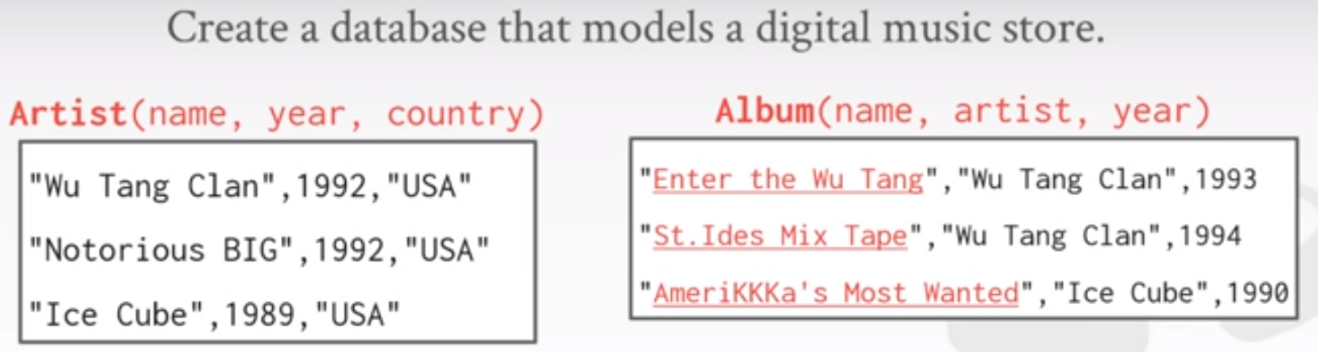 Create a database that models a digital music store.
Artist(name, year, country)
"Wu Tang Clan",1992,"USA"
"Notorious BIG",1992,"USA"
"Ice Cube",1989,"USA"
Album(name, artist, year)
"Enter the Wu Tang","Wu Tang Clan",1993
"St.Ides Mix Tape","Wu Tang Clan",1994
"AmeriKKKa's Most Wanted","Ice Cube",1990